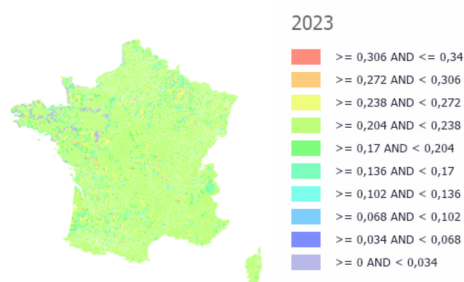 2023
>= 0,306 AND <= 0,34
>= 0,272 AND < 0,306
>= 0,238 AND < 0,272
>= 0,204 AND < 0,238
>= 0,17 AND < 0,204
>= 0,136 AND < 0,17
>= 0,102 AND < 0,136
>= 0,068 AND < 0,102
>= 0,034 AND < 0,068
>= 0 AND < 0,034